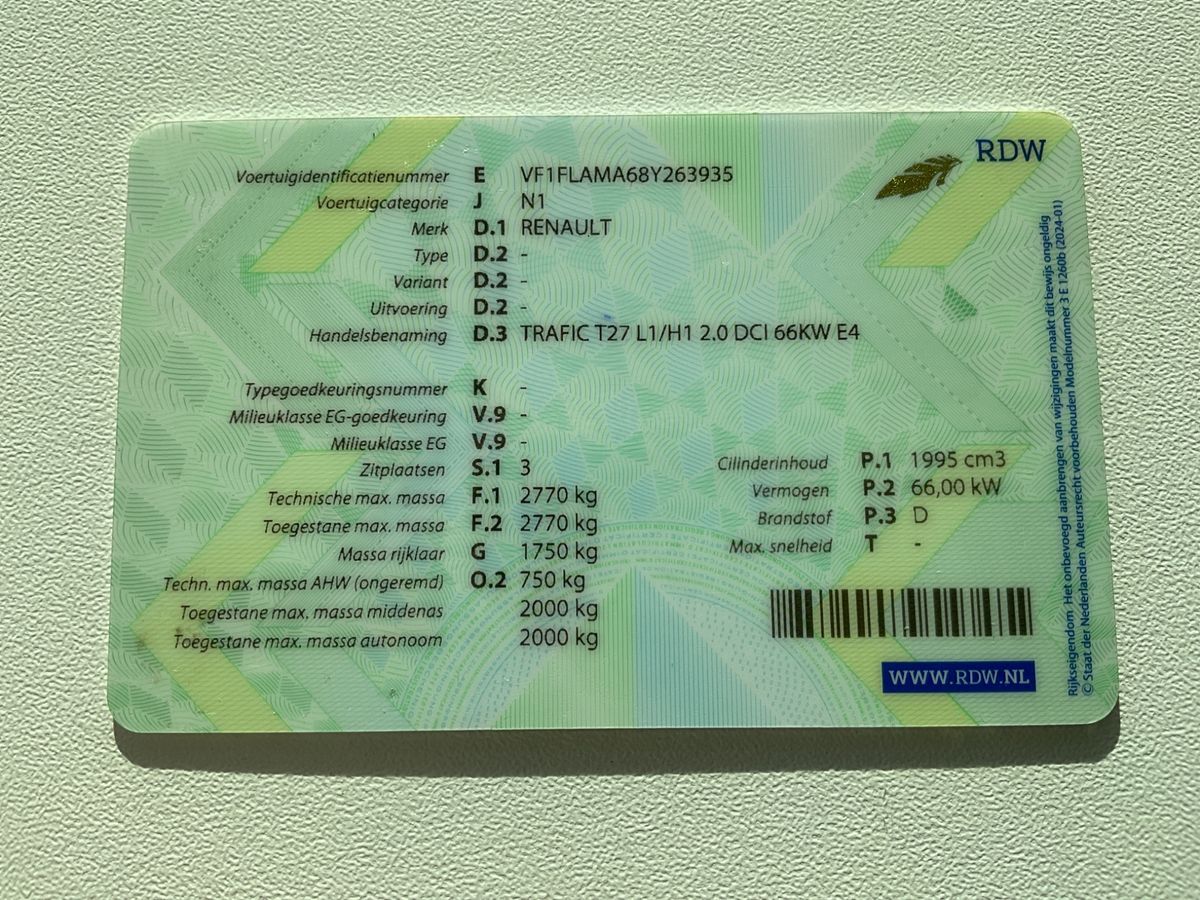 RDW
Voertuigidentificatienummer E VF1FLAMA68Y263935
Voertuigcategorie J N1
Merk D.1 RENAULT
Type D.2 -
Variant D.2 -
Uitvoering D.2 -
Handelsbenaming D.3 TRAFIC T27 L1/H1 2.0 DCI 66KW E4
Typegoedkeuringsnummer K -
Milieuklasse EG-goedkeuring V.9 -
Milieuklasse EG V.9 -
Zitplaatsen S.1 3
Technische max. massa F.1 2770 kg
Toegestane max. massa F.2 2770 kg
Massa rijklaar G 1750 kg
Techn. max. massa AHW (ongeremd) O.2 750 kg
Toegestane max. massa middenas 2000 kg
Toegestane max. massa autonoom 2000 kg
Cilinderinhoud P.1 1995 cm3
Vermogen P.2 66,00 kW
Brandstof P.3 D
Max. snelheid T -
WWW.RDW.NL
Rijkseigendom Het onbevoegd aanbrengen van wijzigingen maakt dit bewijs ongeldig
© Staat der Nederlanden Auteursrecht voorbehouden Modelnummer 3 E 1260b (2024-01)